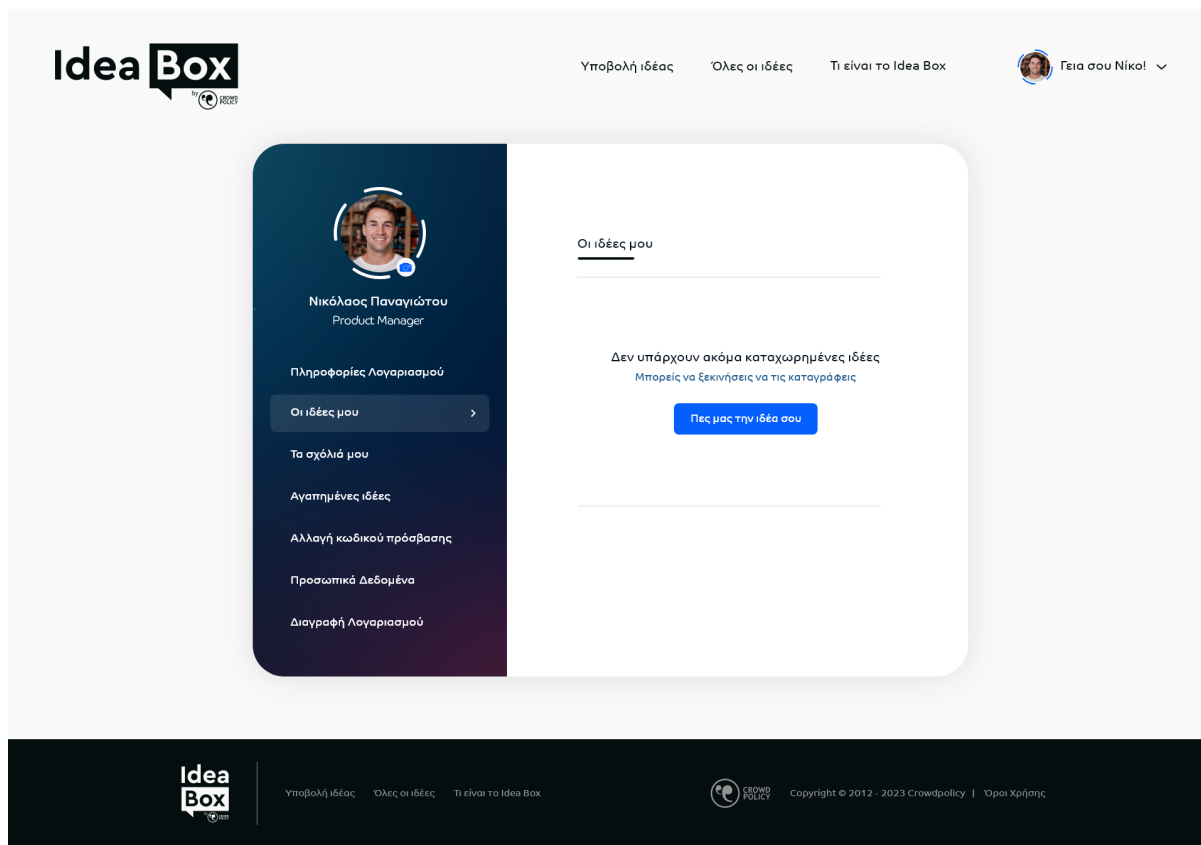 Idea Box
by CROWD POLICY
Υποβολή ιδέας Όλες οι ιδέες Τι είναι το Idea Box Γεια σου Νίκο!
Νικόλαος Παναγιώτου
Product Manager
Πληροφορίες Λογαριασμού
Οι ιδέες μου
Τα σχόλιά μου
Αγαπημένες ιδέες
Αλλαγή κωδικού πρόσβασης
Προσωπικά Δεδομένα
Διαγραφή Λογαριασμού
Οι ιδέες μου
Δεν υπάρχουν ακόμα καταχωρημένες ιδέες
Μπορείς να ξεκινήσεις να τις καταγράφεις
Πες μας την ιδέα σου
Idea
Box
Υποβολή ιδέας Όλες οι ιδέες Τι είναι το Idea Box
CROWD
POLICY
Copyright © 2012 - 2023 Crowdpolicy | Όροι Χρήσης